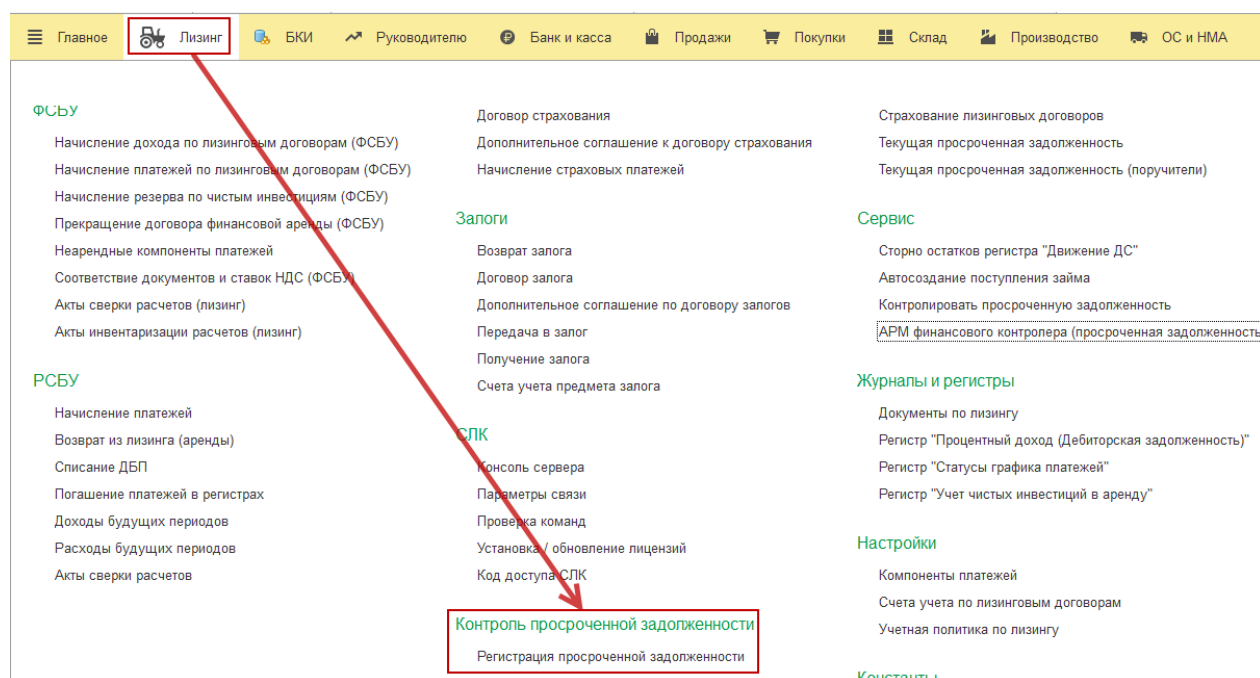 Главное Лизинг БКИ Руководителю Банк и касса Продажи Покупки Склад Производство ОС и НМА
ФСБУ
Начисление дохода по лизинговым договорам (ФСБУ)
Начисление платежей по лизинговым договорам (ФСБУ)
Начисление резерва по чистым инвестициям (ФСБУ)
Прекращение договора финансовой аренды (ФСБУ)
Неарендные компоненты платежей
Соответствие документов и ставок НДС (ФСБУ)
Акты сверки расчетов (лизинг)
Акты инвентаризации расчетов (лизинг)
РСБУ
Начисление платежей
Возврат из лизинга (аренды)
Списание ДБП
Погашение платежей в регистрах
Доходы будущих периодов
Расходы будущих периодов
Акты сверки расчетов
Договор страхования
Дополнительное соглашение к договору страхования
Начисление страховых платежей
Залоги
Возврат залога
Договор залога
Дополнительное соглашение по договору залогов
Передача в залог
Получение залога
Счета учета предмета залога
СЛК
Консоль сервера
Параметры связи
Проверка команд
Установка / обновление лицензий
Код доступа СЛК
Контроль просроченной задолженности
Регистрация просроченной задолженности
Страхование лизинговых договоров
Текущая просроченная задолженность
Текущая просроченная задолженность (поручители)
Сервис
Сторно остатков регистра "Движение ДС"
Автосоздание поступления займа
Контролировать просроченную задолженность
АРМ финансового контролера (просроченная задолженность
Журналы и регистры
Документы по лизингу
Регистр "Процентный доход (Дебиторская задолженность)"
Регистр "Статусы графика платежей"
Регистр "Учет чистых инвестиций в аренду"
Настройки
Компоненты платежей
Счета учета по лизинговым договорам
Учетная политика по лизингу
Константы